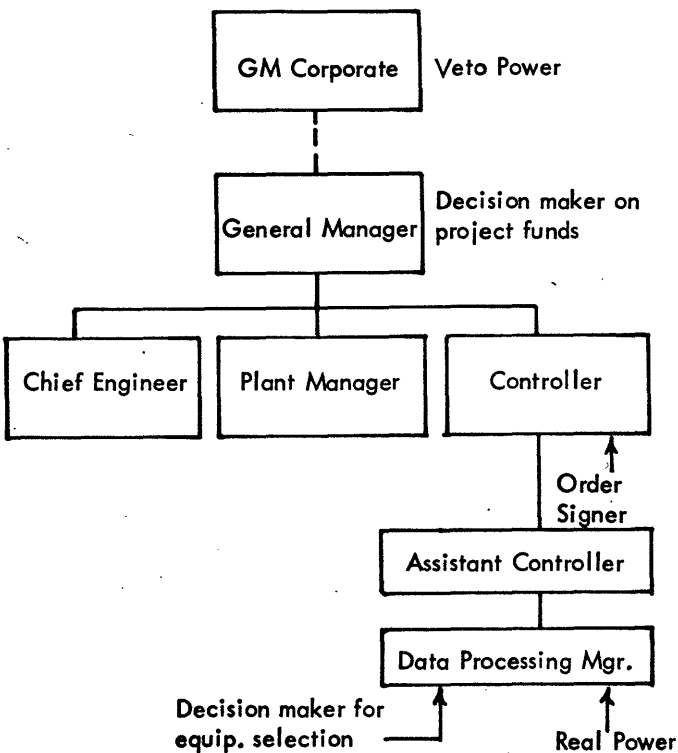 GM Corporate
Veto Power
General Manager
Decision maker on
project funds
Chief Engineer
Plant Manager
Controller
Order
Signer
Assistant Controller
Data Processing Mgr.
Decision maker for
equip. selection
Real Power